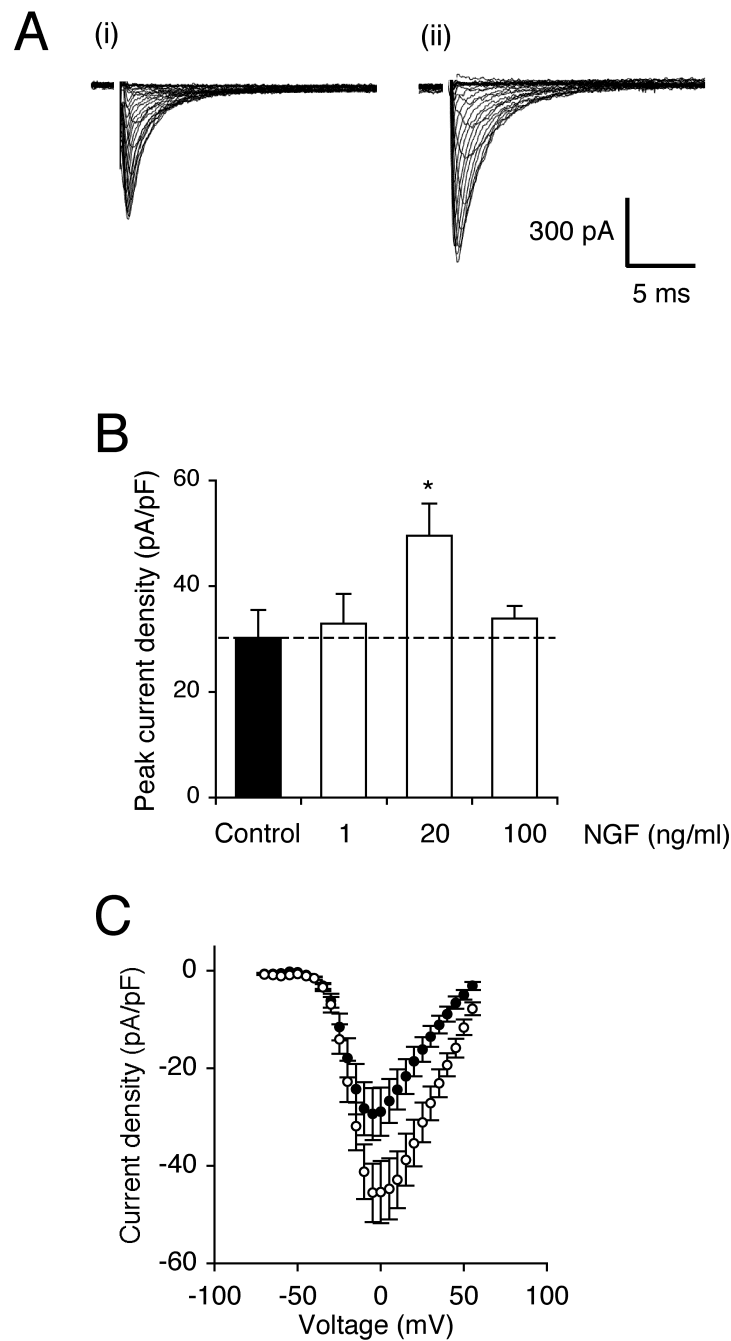 A
(i)
(ii)
300 pA
5 ms
B
Peak current density (pA/pF)
60
40
20
0
*
Control 1 20 100 NGF (ng/ml)
C
Current density (pA/pF)
0
-20
-40
-60
-100 -50 0 50 100
Voltage (mV)